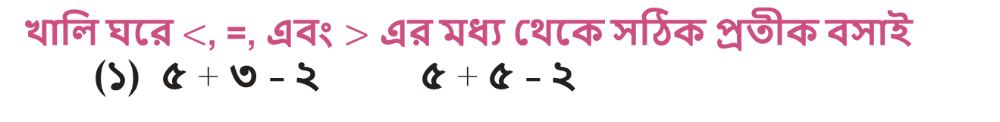 খালি ঘরে <, =, এবং > এর মধ্য থেকে সঠিক প্রতীক বসাই
(১) ৫ + ৩ – ২ ৫ + ৫ – ২